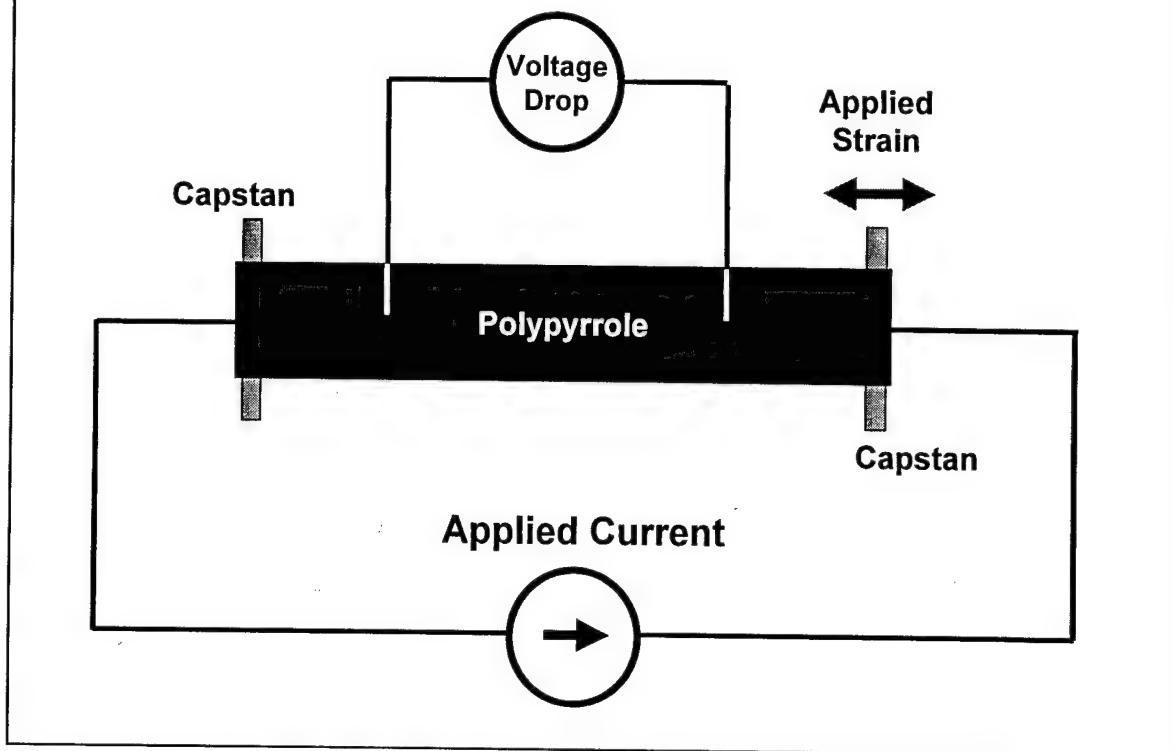 Voltage
Drop
Applied
Strain
Capstan
Polypyrrole
Capstan
Applied Current